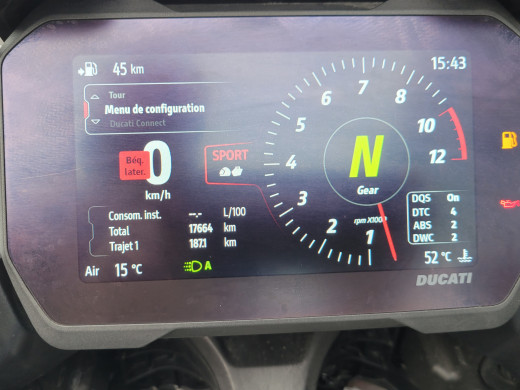 45 km
15:43
Tour
Menu de configuration
Ducati Connect
Béq.
later.
0
km/h
SPORT
Consom. inst. --.- L/100
Total 17664 km
Trajet 1 187.1 km
Air 15 °C
A
1
2
3
4
5
6
7
8
10
12
N
Gear
rpm X1000
DQS On
DTC 4
ABS 2
DWC 2
52 °C
DUCATI